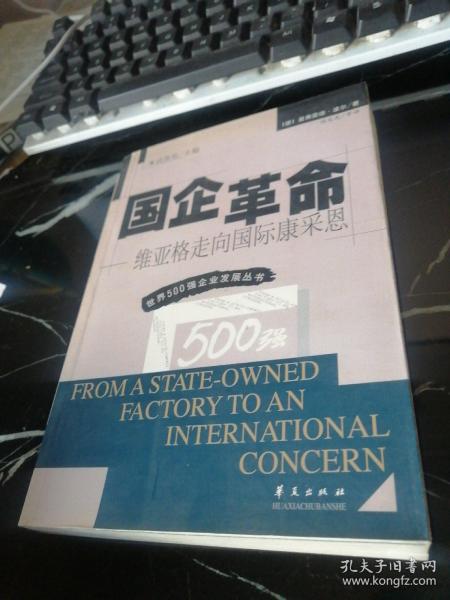 国企革命
维亚格走向国际康采恩
世界500强企业发展丛书
500强
FROM A STATE-OWNED
FACTORY TO AN
INTERNATIONAL
CONCERN
华夏出版社
HUAXIACHUBANSHE
孔夫子旧书网
www.kongfz.com